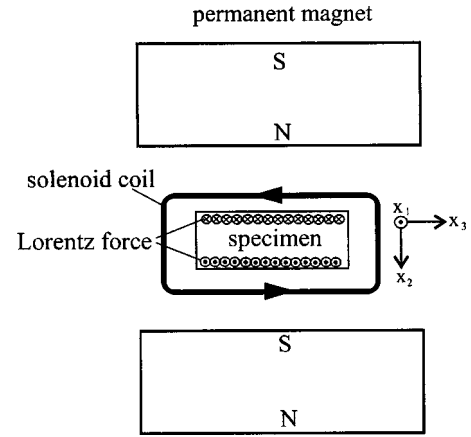 permanent magnet
S
N
solenoid coil
Lorentz force
specimen
x₁
x₃
x₂
S
N